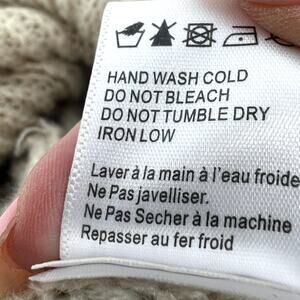 HAND WASH COLD
DO NOT BLEACH
DO NOT TUMBLE DRY
IRON LOW
Laver à la main à l'eau froide
Ne Pas javelliser.
Ne Pas Secher à la machine
Repasser au fer froid